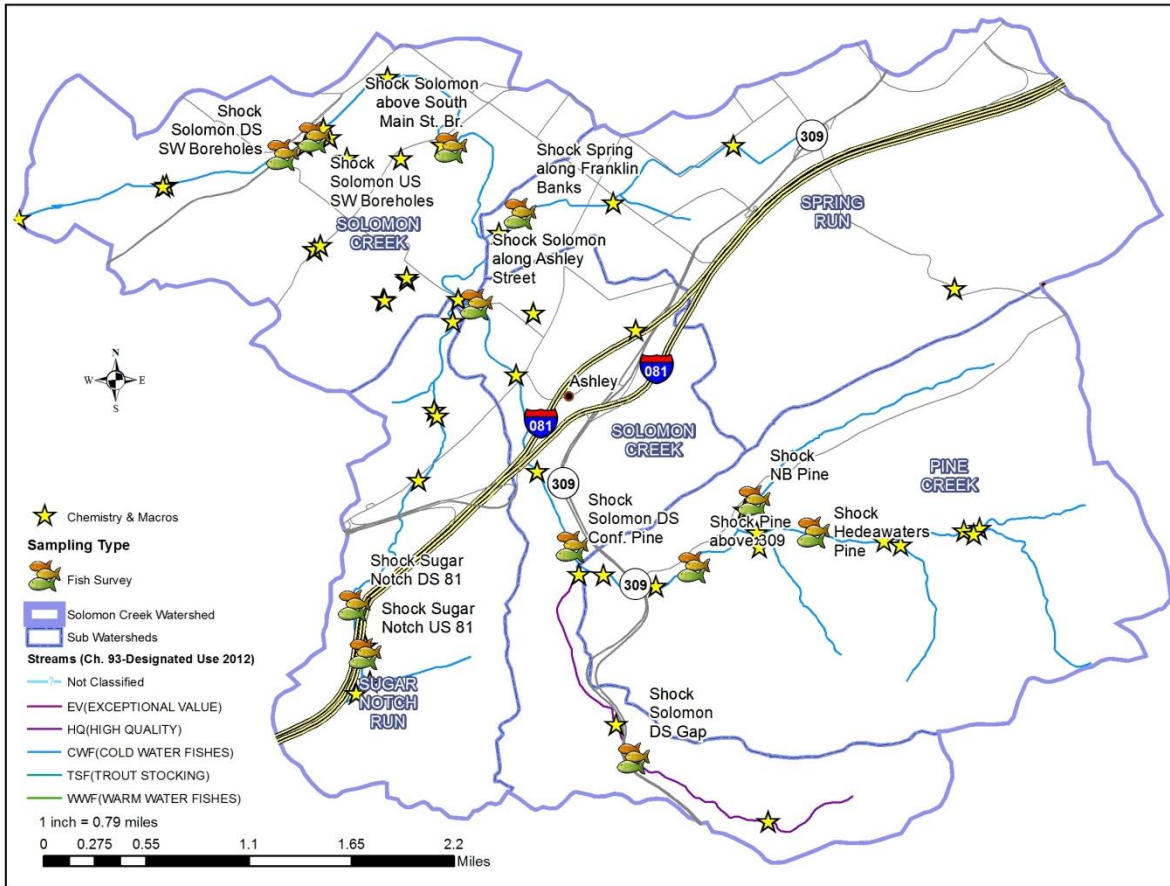 Shock
Solomon DS
SW Boreholes
Shock Solomon
above South
Main St. Br.
Shock
Solomon US
SW Boreholes
SOLOMON
CREEK
Shock Spring
along Franklin
Banks
309
SPRING
RUN
Shock Solomon
along Ashley
Street
N
W E
S
081
Ashley
081
SOLOMON
CREEK
309
Shock
NB Pine
PINE
CREEK
Shock
Solomon DS
Conf. Pine
Shock Pine
above 309
Shock
Hedeawaters
Pine
309
Shock Sugar
Notch DS 81
Shock Sugar
Notch US 81
SUGAR
NOTCH
RUN
Shock
Solomon
DS Gap
Chemistry & Macros
Sampling Type
Fish Survey
Solomon Creek Watershed
Sub Watersheds
Streams (Ch. 93-Designated Use 2012)
Not Classified
EV(EXCEPTIONAL VALUE)
HQ(HIGH QUALITY)
CWF(COLD WATER FISHES)
TSF(TROUT STOCKING)
WWF(WARM WATER FISHES)
1 inch = 0.79 miles
0 0.275 0.55 1.1 1.65 2.2
Miles